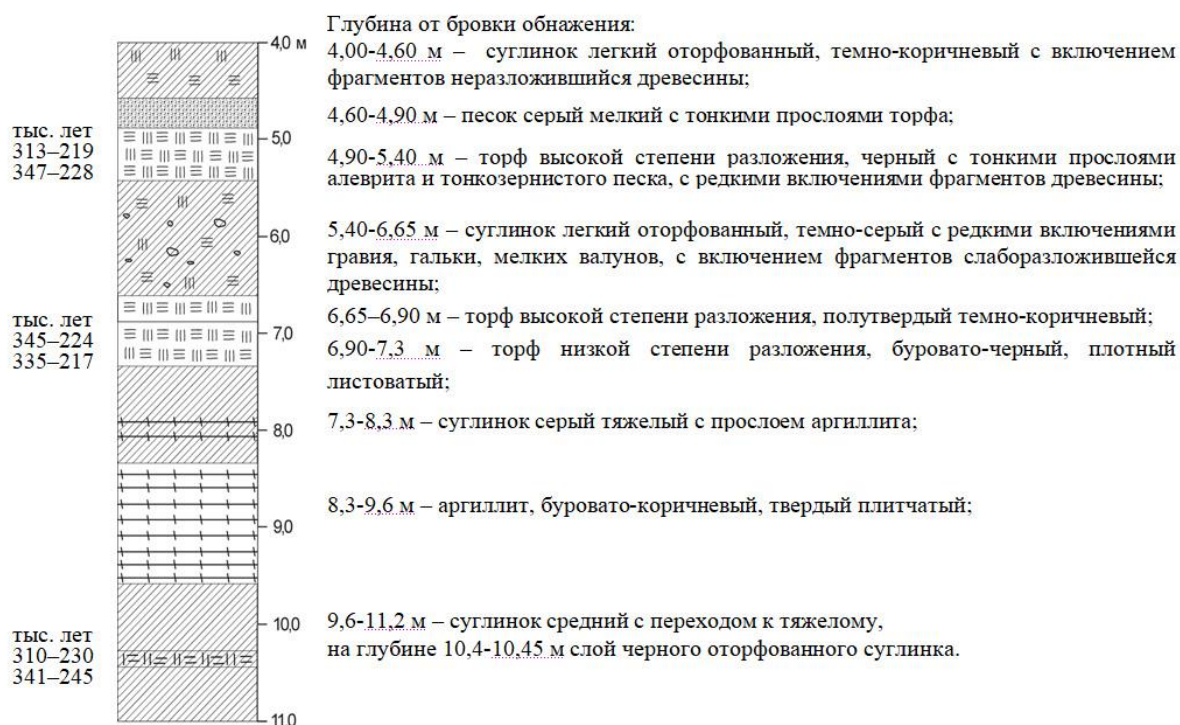 Глубина от бровки обнажения:
4,00-4,60 м – суглинок легкий оторфованный, темно-коричневый с включением
фрагментов неразложившийся древесины;
4,60-4,90 м – песок серый мелкий с тонкими прослоями торфа;
4,90-5,40 м – торф высокой степени разложения, черный с тонкими прослоями
алеврита и тонкозернистого песка, с редкими включениями фрагментов древесины;
5,40-6,65 м – суглинок легкий оторфованный, темно-серый с редкими включениями
гравия, гальки, мелких валунов, с включением фрагментов слаборазложившейся
древесины;
6,65–6,90 м – торф высокой степени разложения, полутвердый темно-коричневый;
6,90-7,3 м – торф низкой степени разложения, буровато-черный, плотный
листоватый;
7,3-8,3 м – суглинок серый тяжелый с прослоем аргиллита;
8,3-9,6 м – аргиллит, буровато-коричневый, твердый плитчатый;
9,6-11,2 м – суглинок средний с переходом к тяжелому,
на глубине 10,4-10,45 м слой черного оторфованного суглинка.
4,0 м
5,0
6,0
7,0
8,0
9,0
10,0
11,0
тыс. лет
313–219
347–228
тыс. лет
345–224
335–217
тыс. лет
310–230
341–245